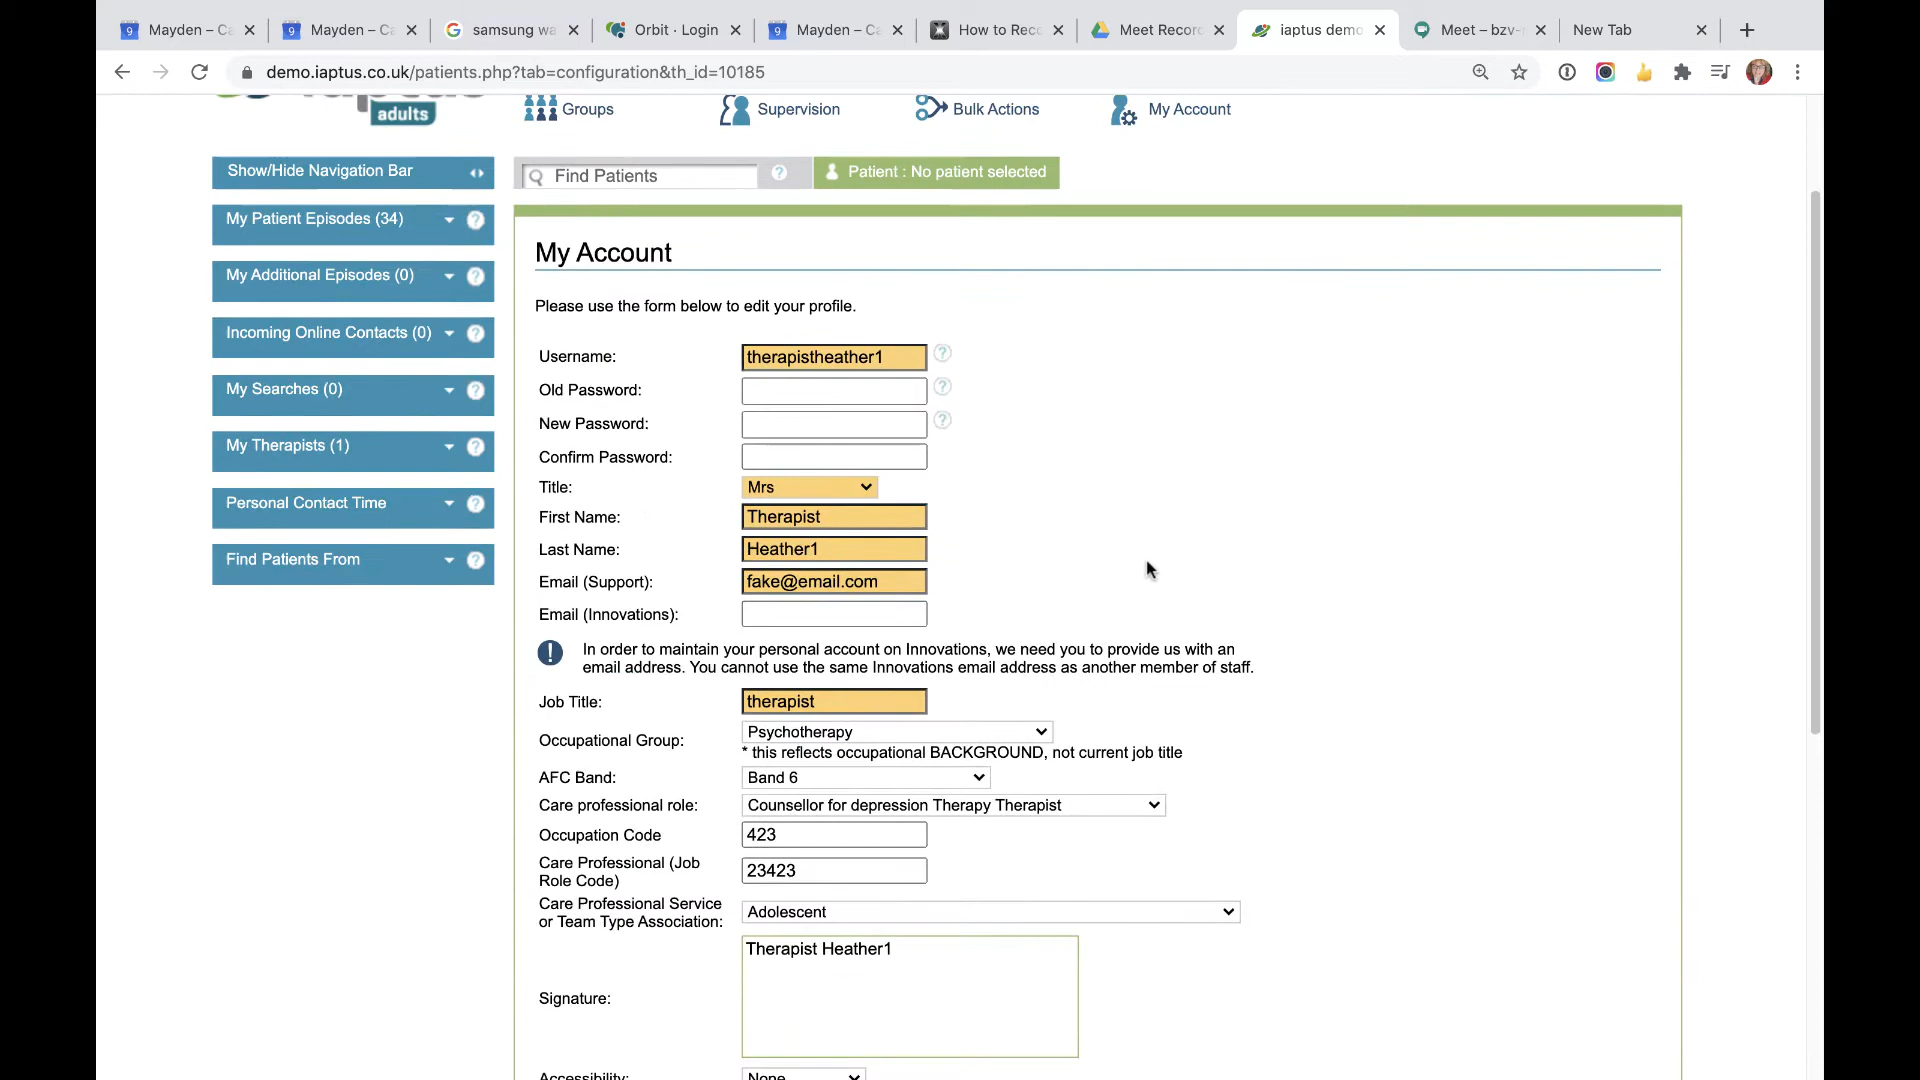 Mayden – Ca
Mayden – Ca
samsung wa
Orbit · Login
Mayden – Ca
How to Reco
Meet Record
iaptus demo
Meet – bzv-
New Tab
demo.iaptus.co.uk/patients.php?tab=configuration&th_id=10185
adults
Groups
Supervision
Bulk Actions
My Account
Show/Hide Navigation Bar
Find Patients
Patient : No patient selected
My Patient Episodes (34)
My Additional Episodes (0)
Incoming Online Contacts (0)
My Searches (0)
My Therapists (1)
Personal Contact Time
Find Patients From
My Account
Please use the form below to edit your profile.
Username: therapistheather1
Old Password:
New Password:
Confirm Password:
Title: Mrs
First Name: Therapist
Last Name: Heather1
Email (Support): fake@email.com
Email (Innovations):
In order to maintain your personal account on Innovations, we need you to provide us with an
email address. You cannot use the same Innovations email address as another member of staff.
Job Title: therapist
Occupational Group: Psychotherapy
* this reflects occupational BACKGROUND, not current job title
AFC Band: Band 6
Care professional role: Counsellor for depression Therapy Therapist
Occupation Code 423
Care Professional (Job
Role Code) 23423
Care Professional Service
or Team Type Association: Adolescent
Signature: Therapist Heather1
Accessibility: None